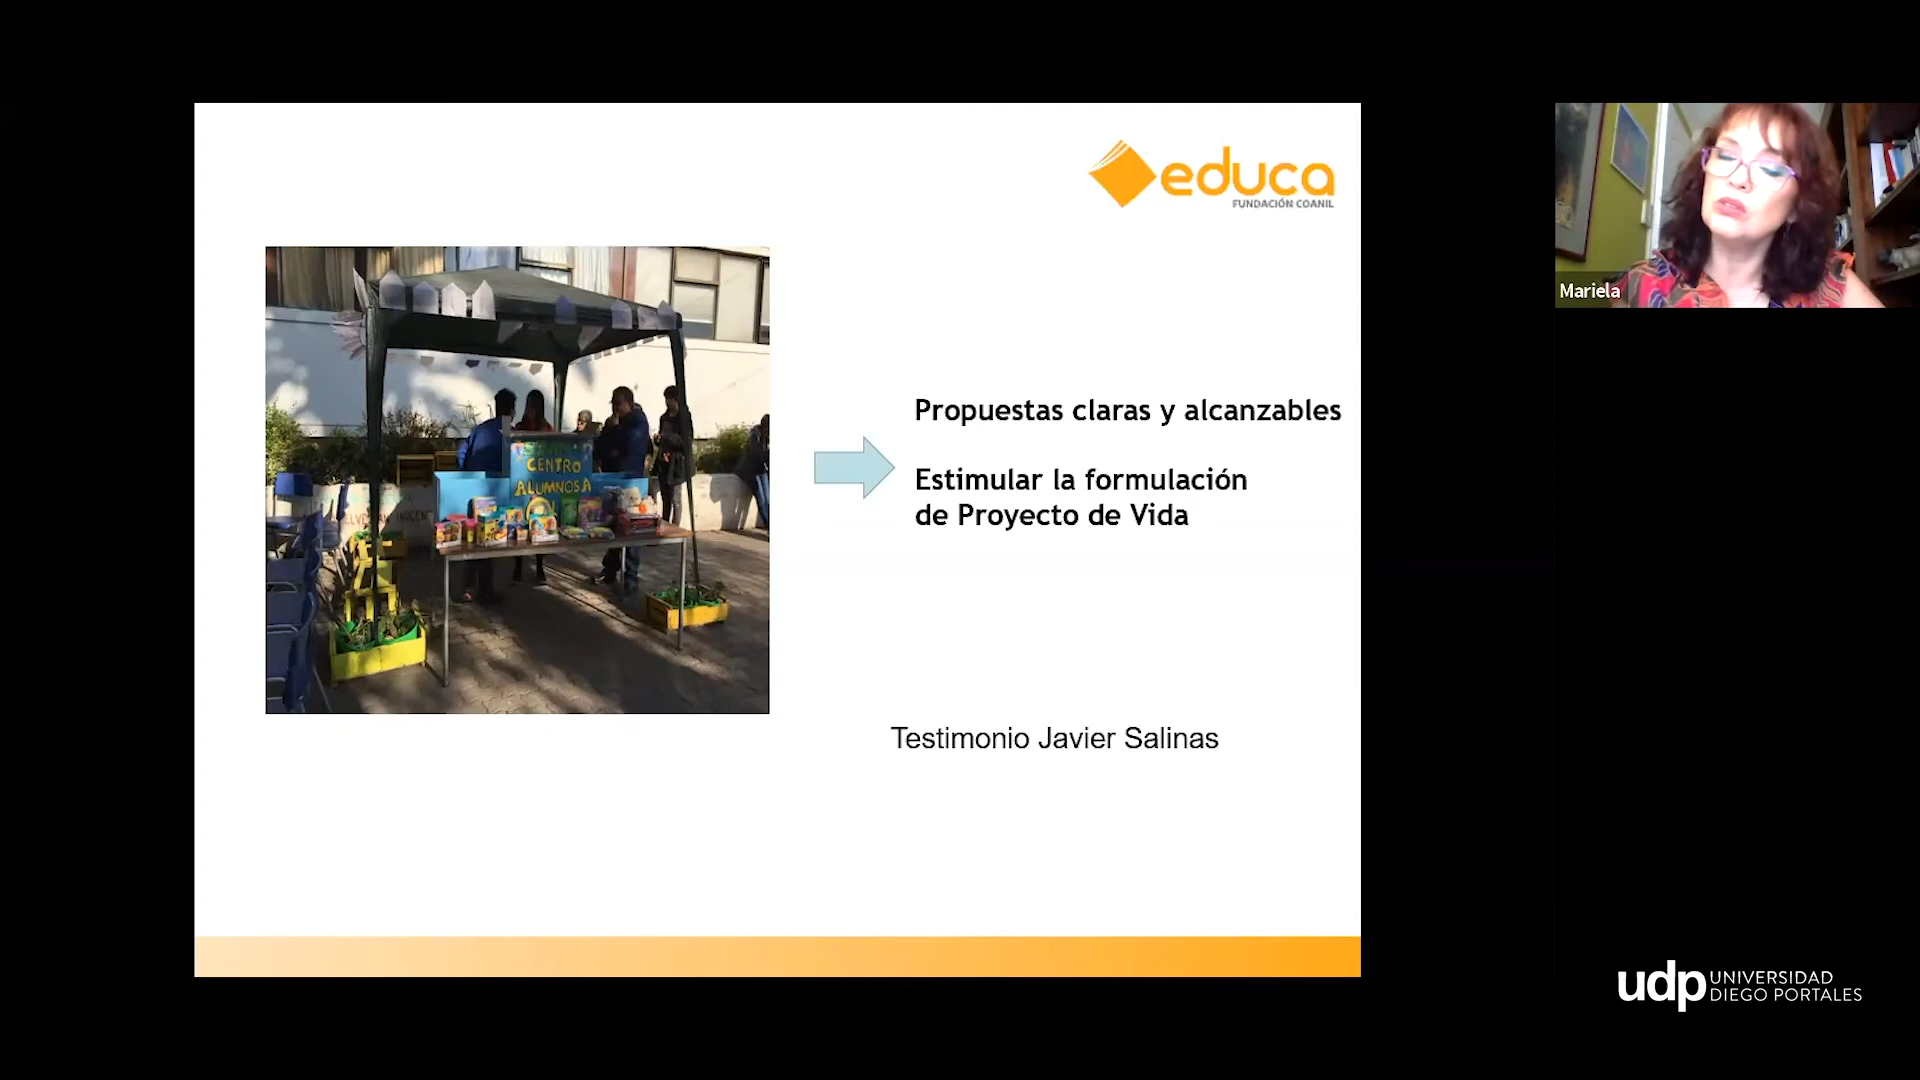 educa
FUNDACIÓN COANIL
CENTRO
ALUMNOS
Propuestas claras y alcanzables
Estimular la formulación
de Proyecto de Vida
Testimonio Javier Salinas
Mariela
udp UNIVERSIDAD
DIEGO PORTALES